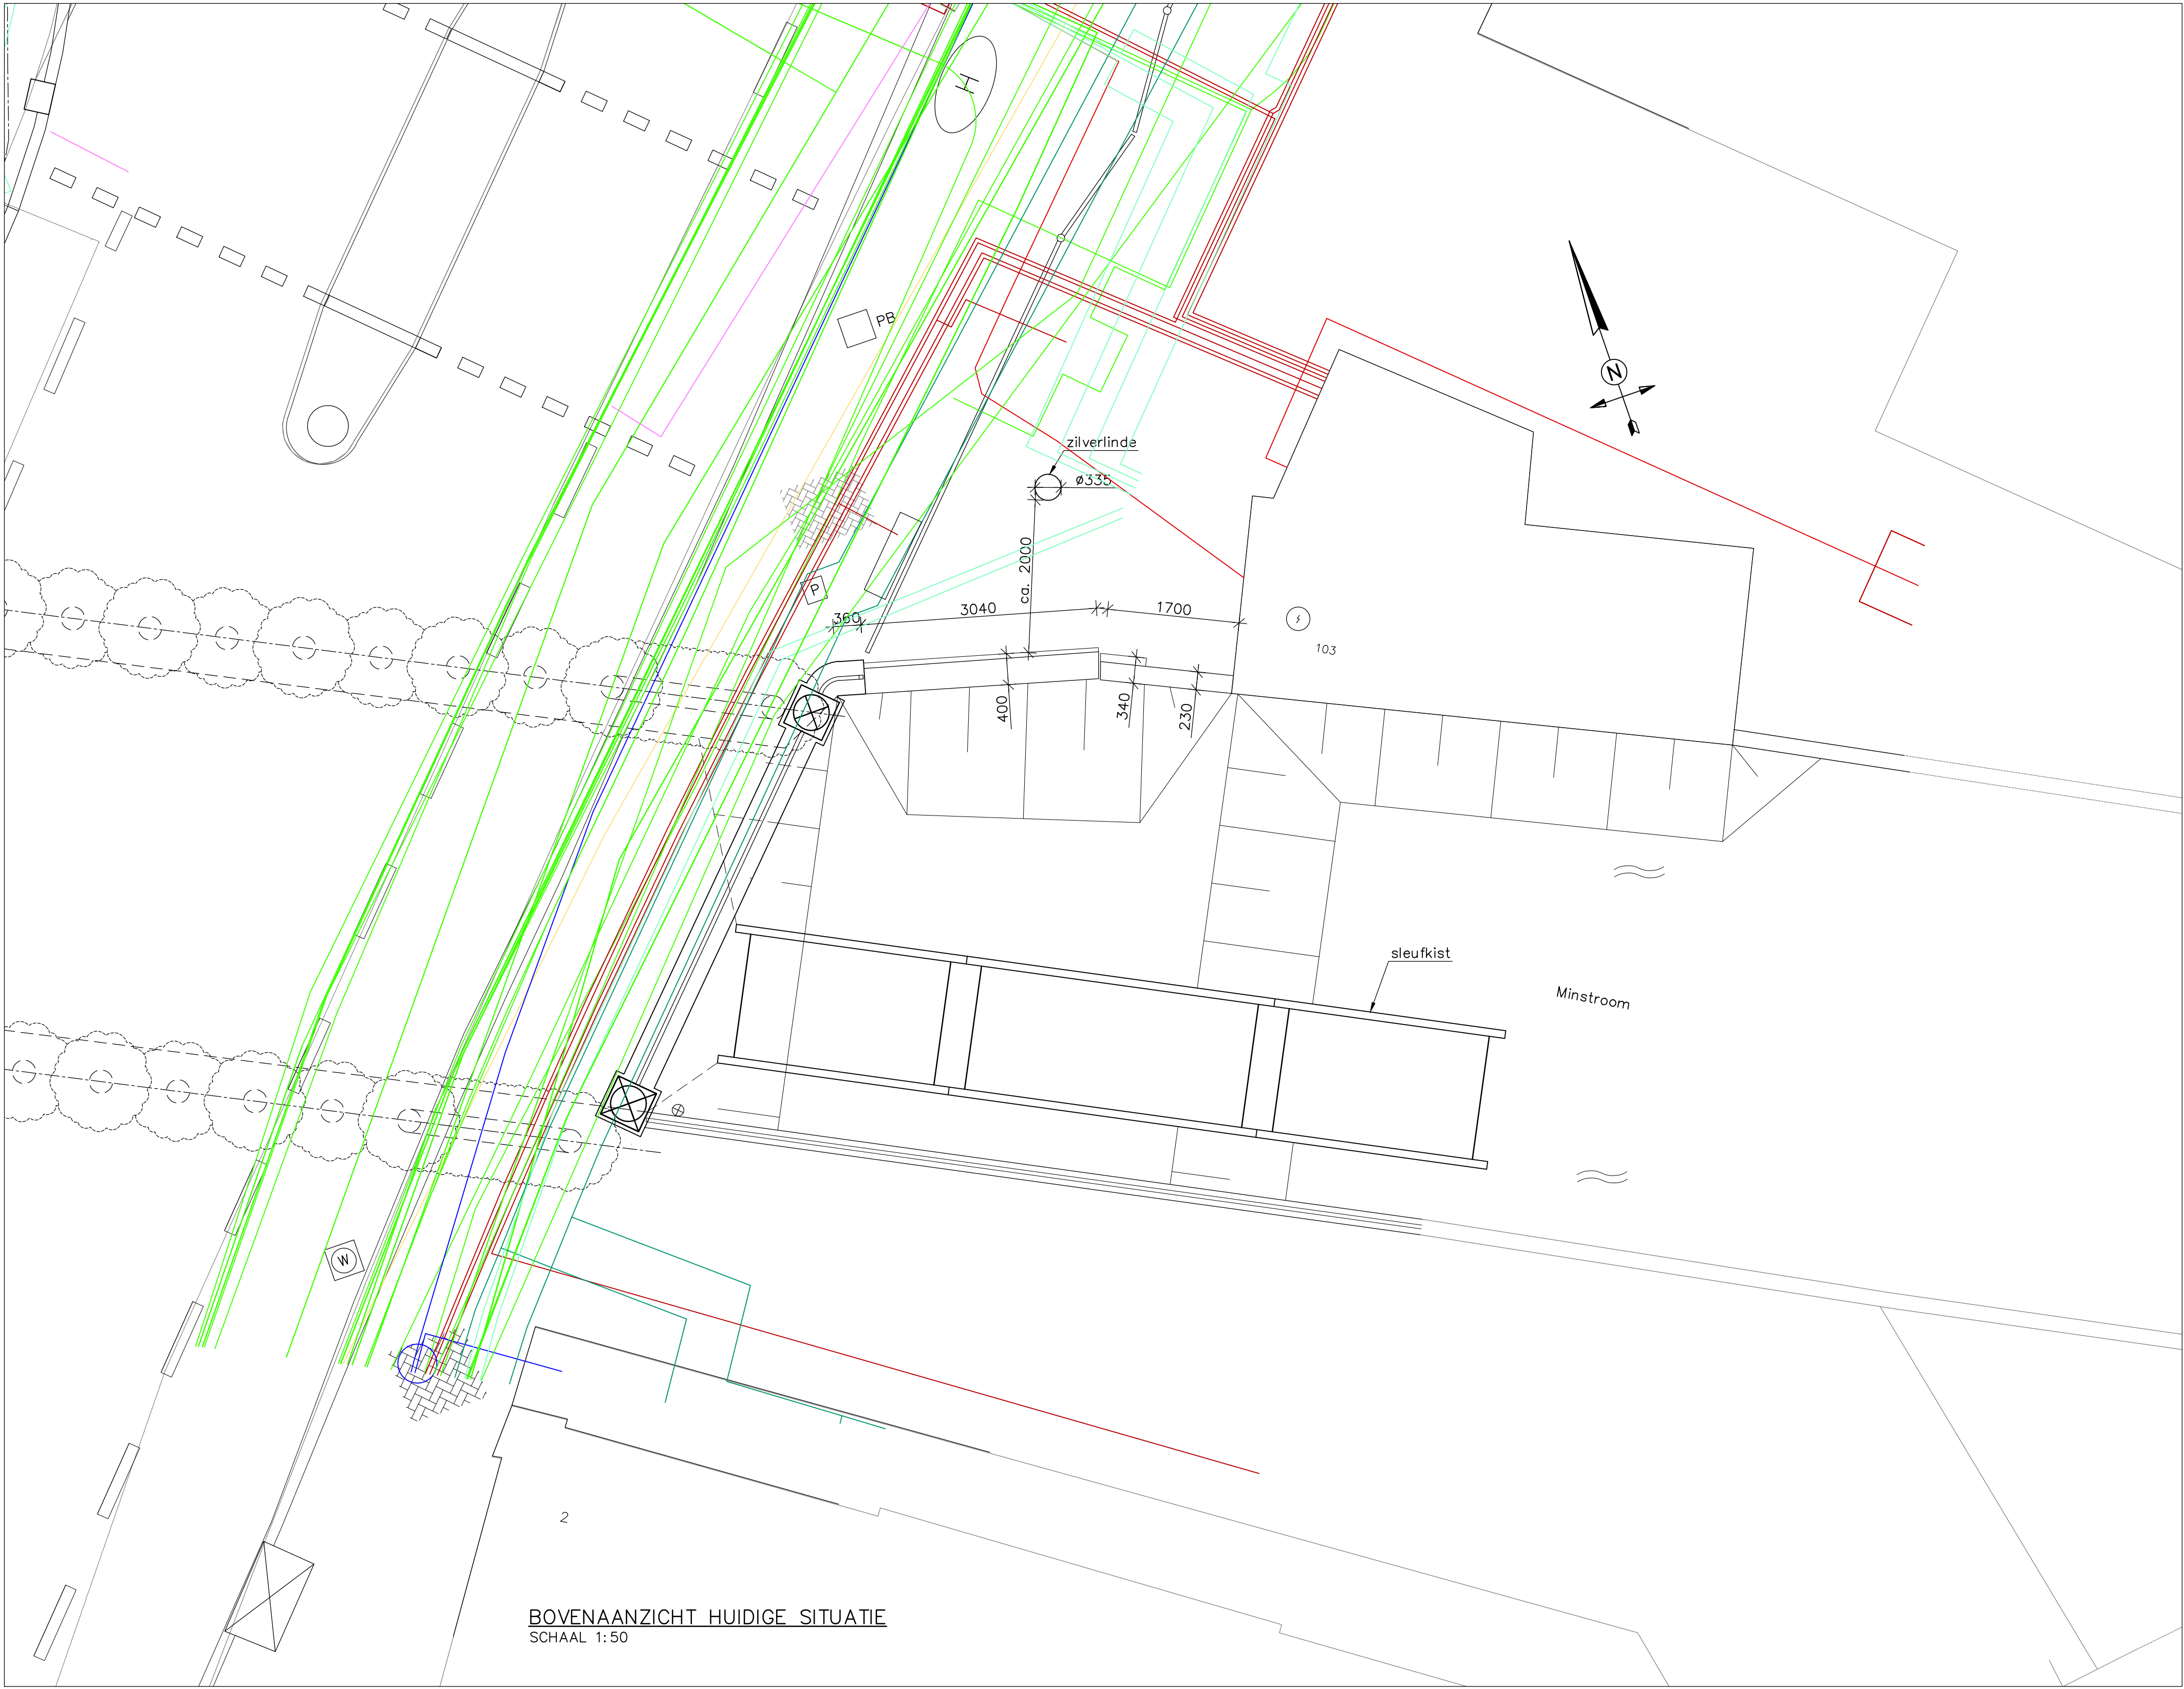 H
PB
N
zilverlinde
ø335
ca. 2000
P
360
3040
1700
103
400
340
230
sleufkist
Minstroom
W
2
BOVENAANZICHT HUIDIGE SITUATIE
SCHAAL 1:50